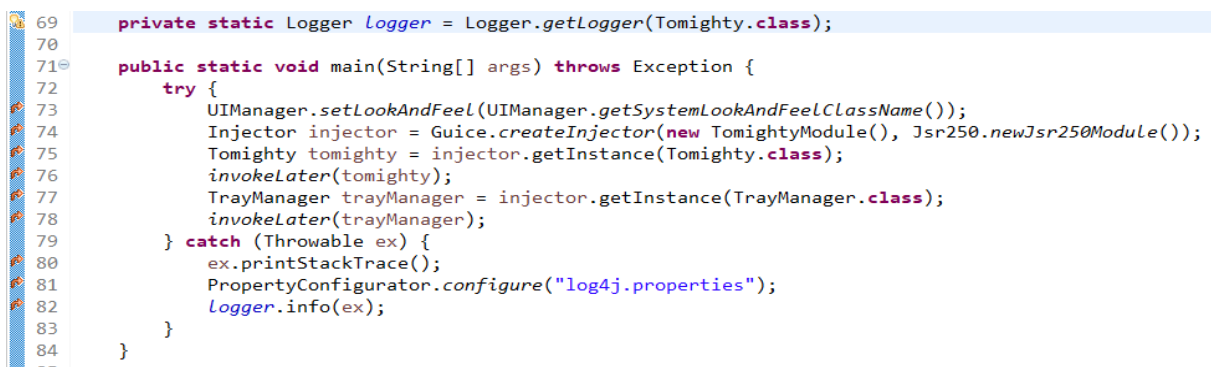 69 private static Logger logger = Logger.getLogger(Tomighty.class);
70
71 public static void main(String[] args) throws Exception {
72 try {
73 UIManager.setLookAndFeel(UIManager.getSystemLookAndFeelClassName());
74 Injector injector = Guice.createInjector(new TomightyModule(), Jsr250.newJsr250Module());
75 Tomighty tomighty = injector.getInstance(Tomighty.class);
76 invokeLater(tomighty);
77 TrayManager trayManager = injector.getInstance(TrayManager.class);
78 invokeLater(trayManager);
79 } catch (Throwable ex) {
80 ex.printStackTrace();
81 PropertyConfigurator.configure("log4j.properties");
82 logger.info(ex);
83 }
84 }